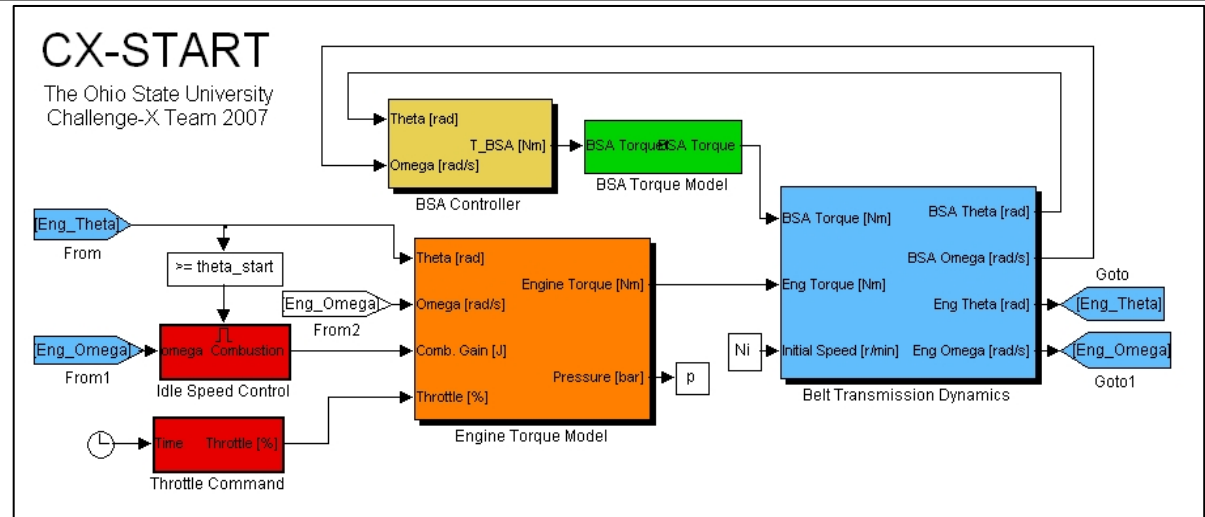 CX-START
The Ohio State University
Challenge-X Team 2007
Theta [rad]
T_BSA [Nm]
Omega [rad/s]
BSA Controller
BSA Torque
BSA Torque
BSA Torque Model
[Eng_Theta]
From
>= theta_start
[Eng_Omega]
From2
[Eng_Omega]
From1
omega
Combustion
Idle Speed Control
Time
Throttle [%]
Throttle Command
Theta [rad]
Omega [rad/s]
Engine Torque [Nm]
Comb. Gain [J]
Pressure [bar]
Throttle [%]
Engine Torque Model
p
Ni
BSA Torque [Nm]
BSA Theta [rad]
BSA Omega [rad/s]
Eng Torque [Nm]
Eng Theta [rad]
Initial Speed [r/min]
Eng Omega [rad/s]
Belt Transmission Dynamics
Goto
[Eng_Theta]
[Eng_Omega]
Goto1